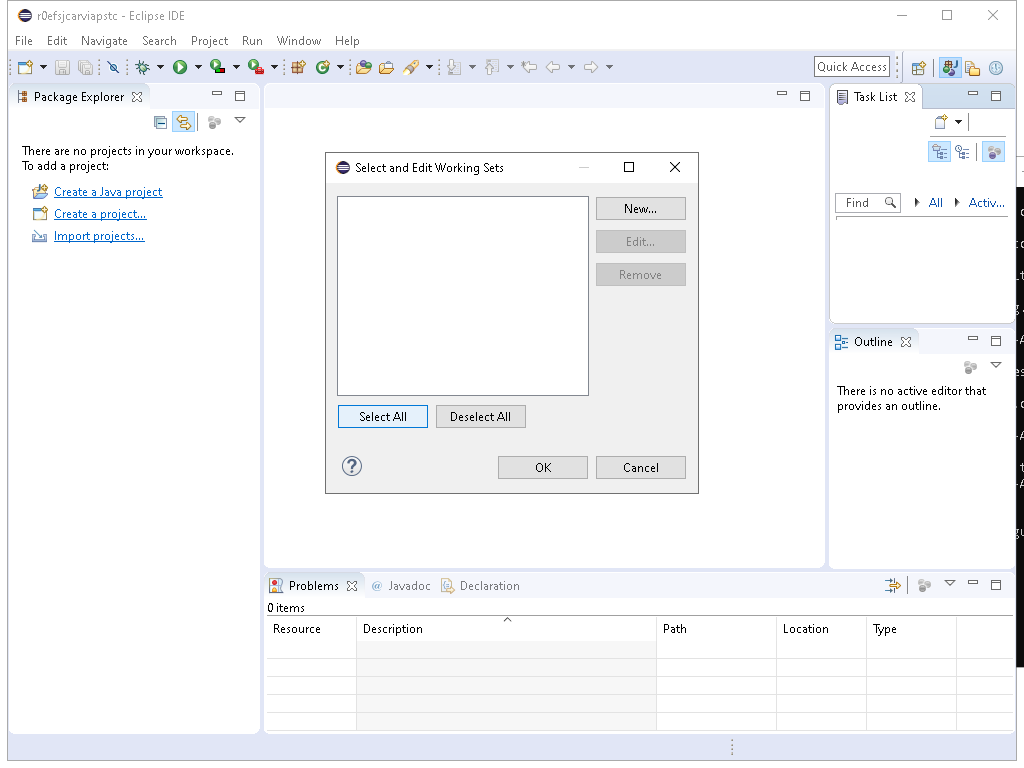 r0efsjcarviapstc - Eclipse IDE
File Edit Navigate Search Project Run Window Help
Quick Access
Package Explorer
There are no projects in your workspace.
To add a project:
Create a Java project
Create a project...
Import projects...
Select and Edit Working Sets
New...
Edit...
Remove
Select All Deselect All
OK Cancel
Task List
Find All Activ...
Outline
There is no active editor that
provides an outline.
Problems @ Javadoc Declaration
0 items
Resource Description Path Location Type